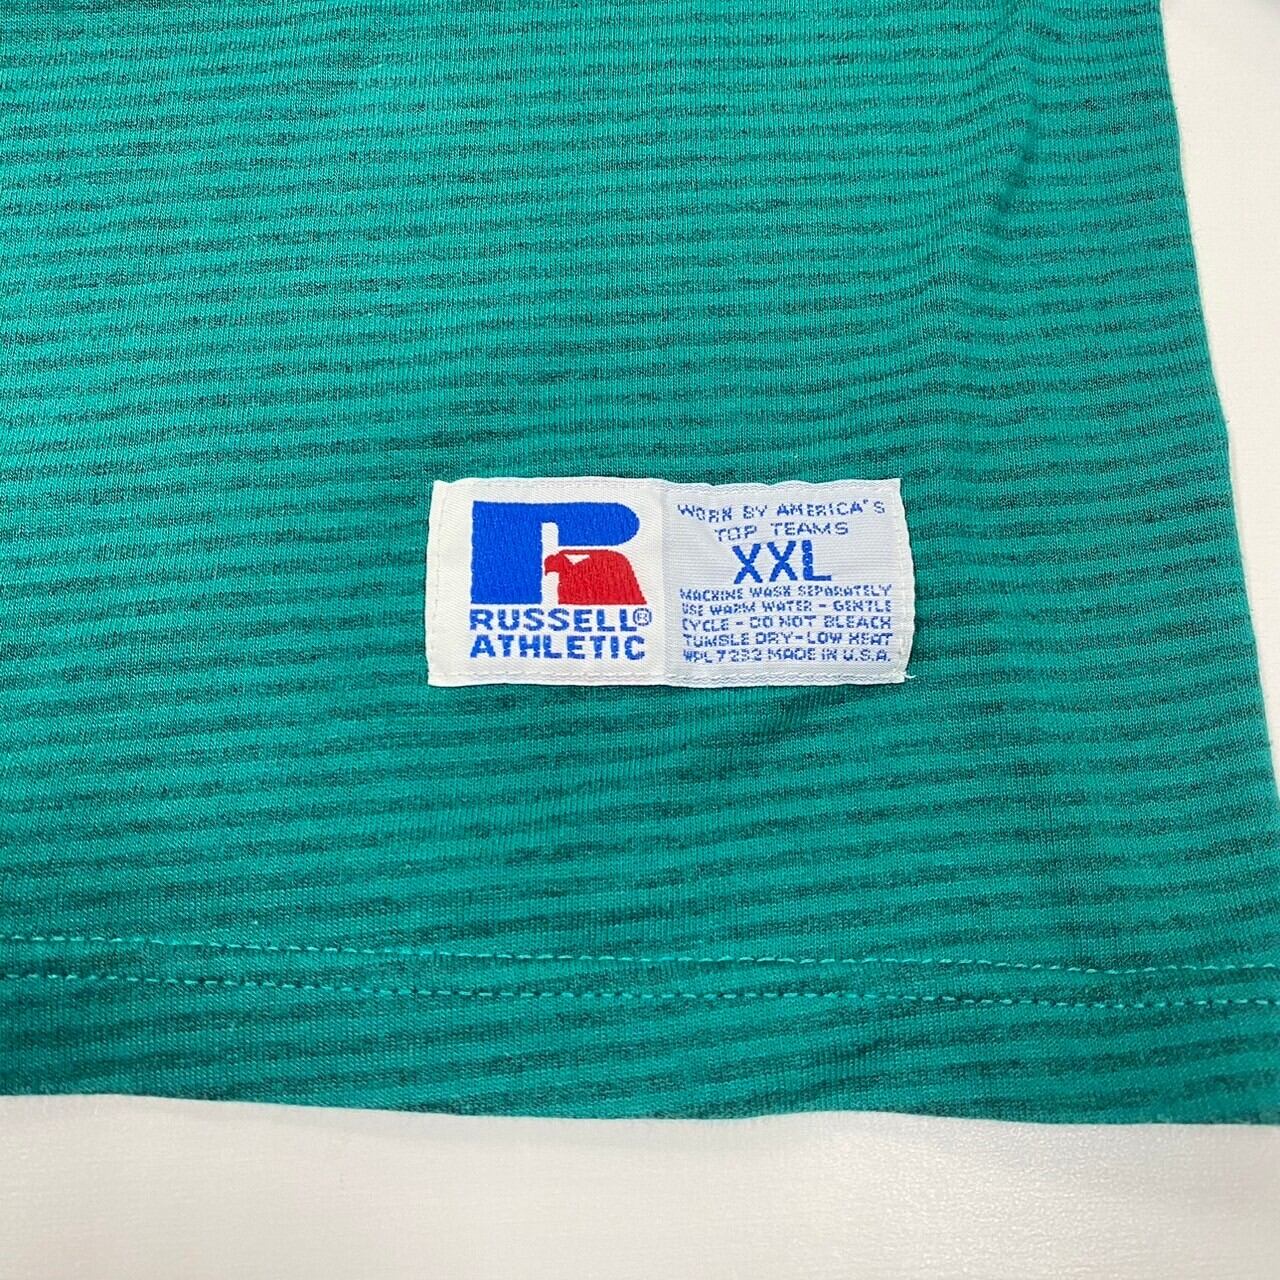 RUSSELL®
ATHLETIC
WORN BY AMERICA'S
TOP TEAMS
XXL
MACHINE WASH SEPARATELY
USE WARM WATER - GENTLE
CYCLE - DO NOT BLEACH
TUMBLE DRY - LOW HEAT
WPL7292 MADE IN U.S.A.